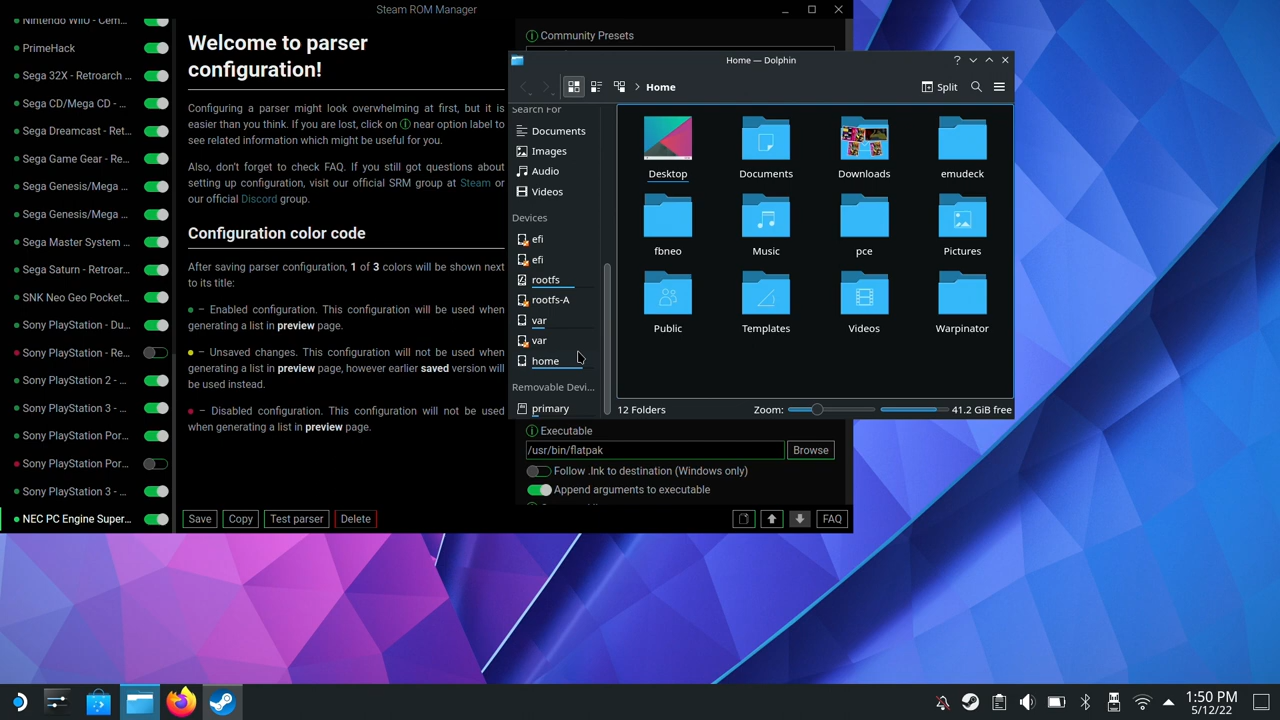 Steam ROM Manager
Nintendo WiiU - Cem...
PrimeHack
Sega 32X - Retroarch ...
Sega CD/Mega CD - ...
Sega Dreamcast - Ret...
Sega Game Gear - Re...
Sega Genesis/Mega ...
Sega Genesis/Mega ...
Sega Master System ...
Sega Saturn - Retroar...
SNK Neo Geo Pocket...
Sony PlayStation - Du...
Sony PlayStation - Re...
Sony PlayStation 2 - ...
Sony PlayStation 3 - ...
Sony PlayStation Por...
Sony PlayStation Por...
Sony PlayStation 3 - ...
NEC PC Engine Super...
Welcome to parser
configuration!
Configuring a parser might look overwhelming at first, but it is
easier than you think. If you are lost, click on ⓘ near option label to
see related information which might be useful for you.
Also, don't forget to check FAQ. If you still got questions about
setting up configuration, visit our official SRM group at Steam or
our official Discord group.
Configuration color code
After saving parser configuration, 1 of 3 colors will be shown next
to its title:
● – Enabled configuration. This configuration will be used when
generating a list in preview page.
● – Unsaved changes. This configuration will not be used when
generating a list in preview page, however earlier saved version will
be used instead.
● – Disabled configuration. This configuration will not be used
when generating a list in preview page.
Save Copy Test parser Delete
FAQ
Community Presets
Home — Dolphin
Home
Split
Search For
Documents
Images
Audio
Videos
Devices
efi
efi
rootfs
rootfs-A
var
var
home
Removable Devi...
primary
Desktop Documents Downloads emudeck
fbneo Music pce Pictures
Public Templates Videos Warpinator
12 Folders Zoom: 41.2 GiB free
Executable
/usr/bin/flatpak Browse
Follow .lnk to destination (Windows only)
Append arguments to executable
1:50 PM
5/12/22